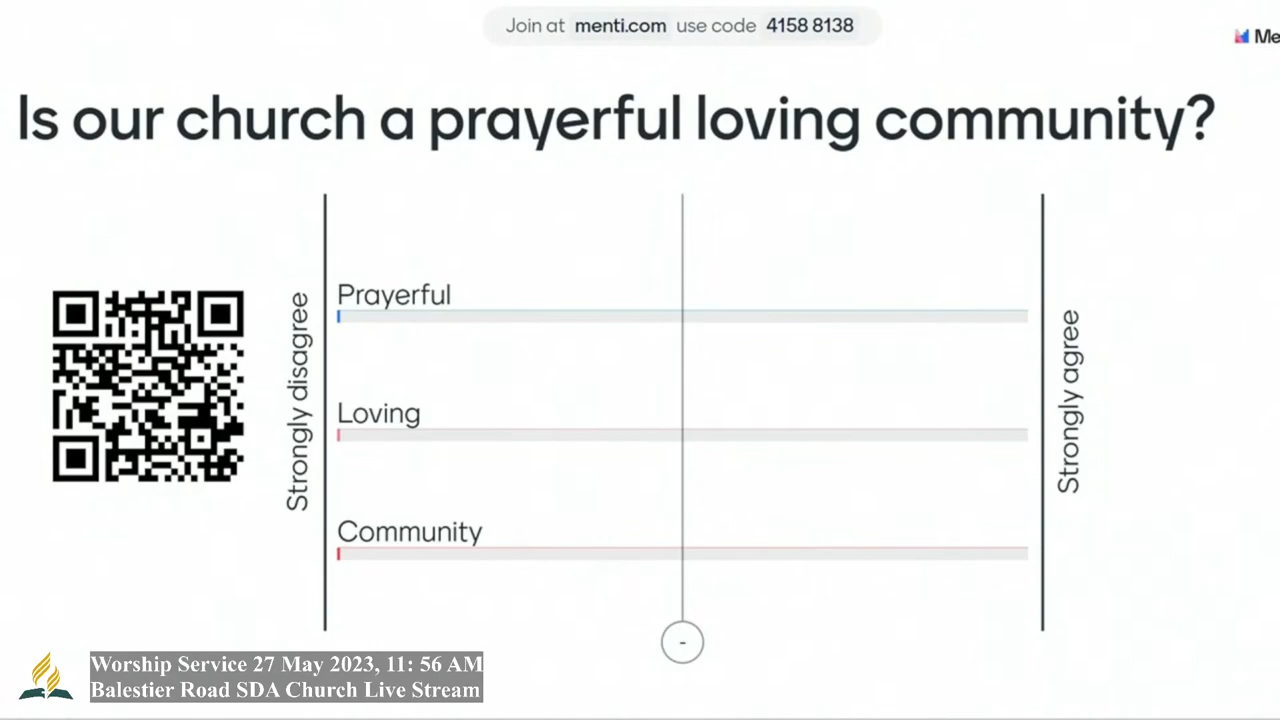 Join at menti.com use code 4158 8138
Me
Is our church a prayerful loving community?
Strongly disagree
Prayerful
Loving
Community
Strongly agree
-
Worship Service 27 May 2023, 11: 56 AM
Balestier Road SDA Church Live Stream